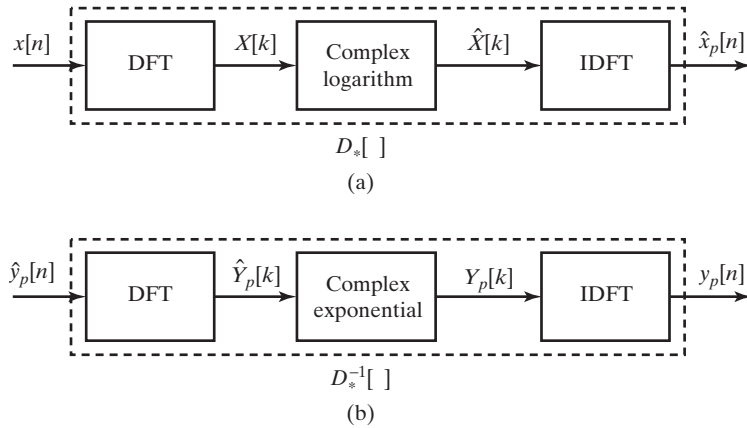 x[n] DFT X[k] Complex logarithm X̂[k] IDFT x̂ₚ[n]
D⁎[ ]
(a)
ŷₚ[n] DFT Ŷₚ[k] Complex exponential Yₚ[k] IDFT yₚ[n]
D⁎⁻¹[ ]
(b)